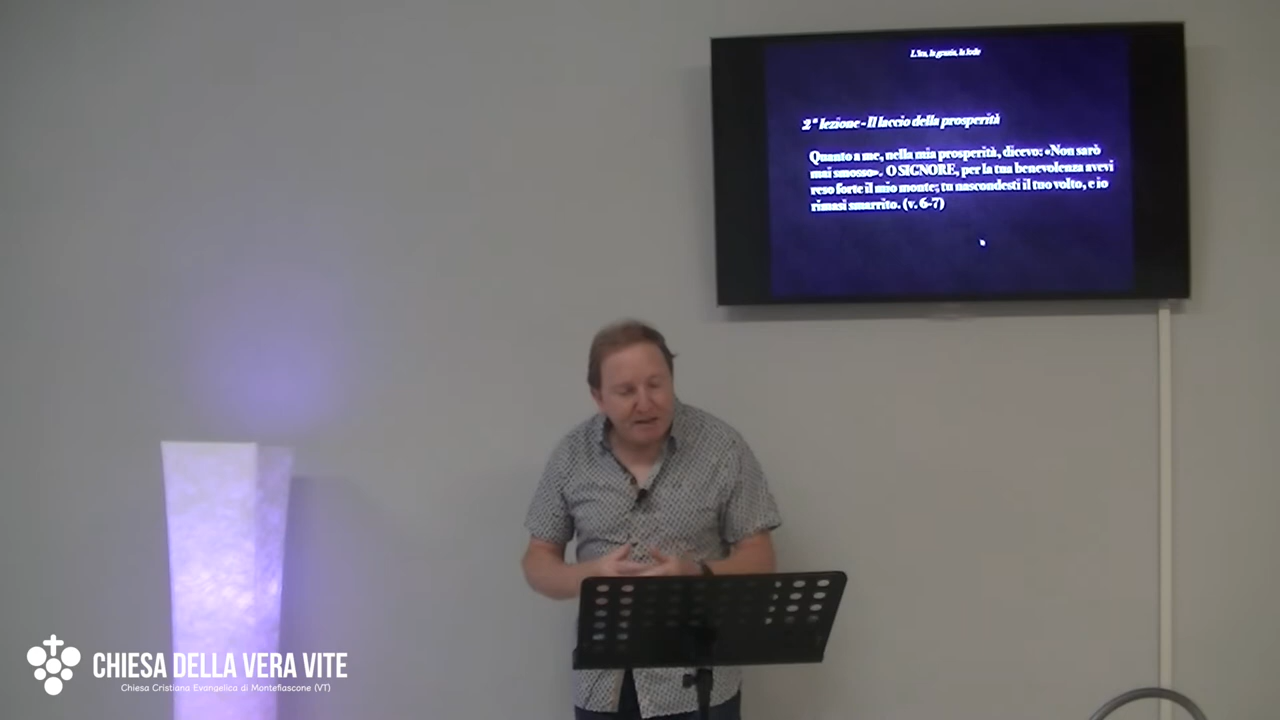 L'ira, la grazia, la lode
2ª lezione - Il laccio della prosperità
Quanto a me, nella mia prosperità, dicevo: «Non sarò
mai smosso». O SIGNORE, per la tua benevolenza avevi
reso forte il mio monte; tu nascondesti il tuo volto, e io
rimasi smarrito. (v. 6-7)
CHIESA DELLA VERA VITE
Chiesa Cristiana Evangelica di Montefiascone (VT)